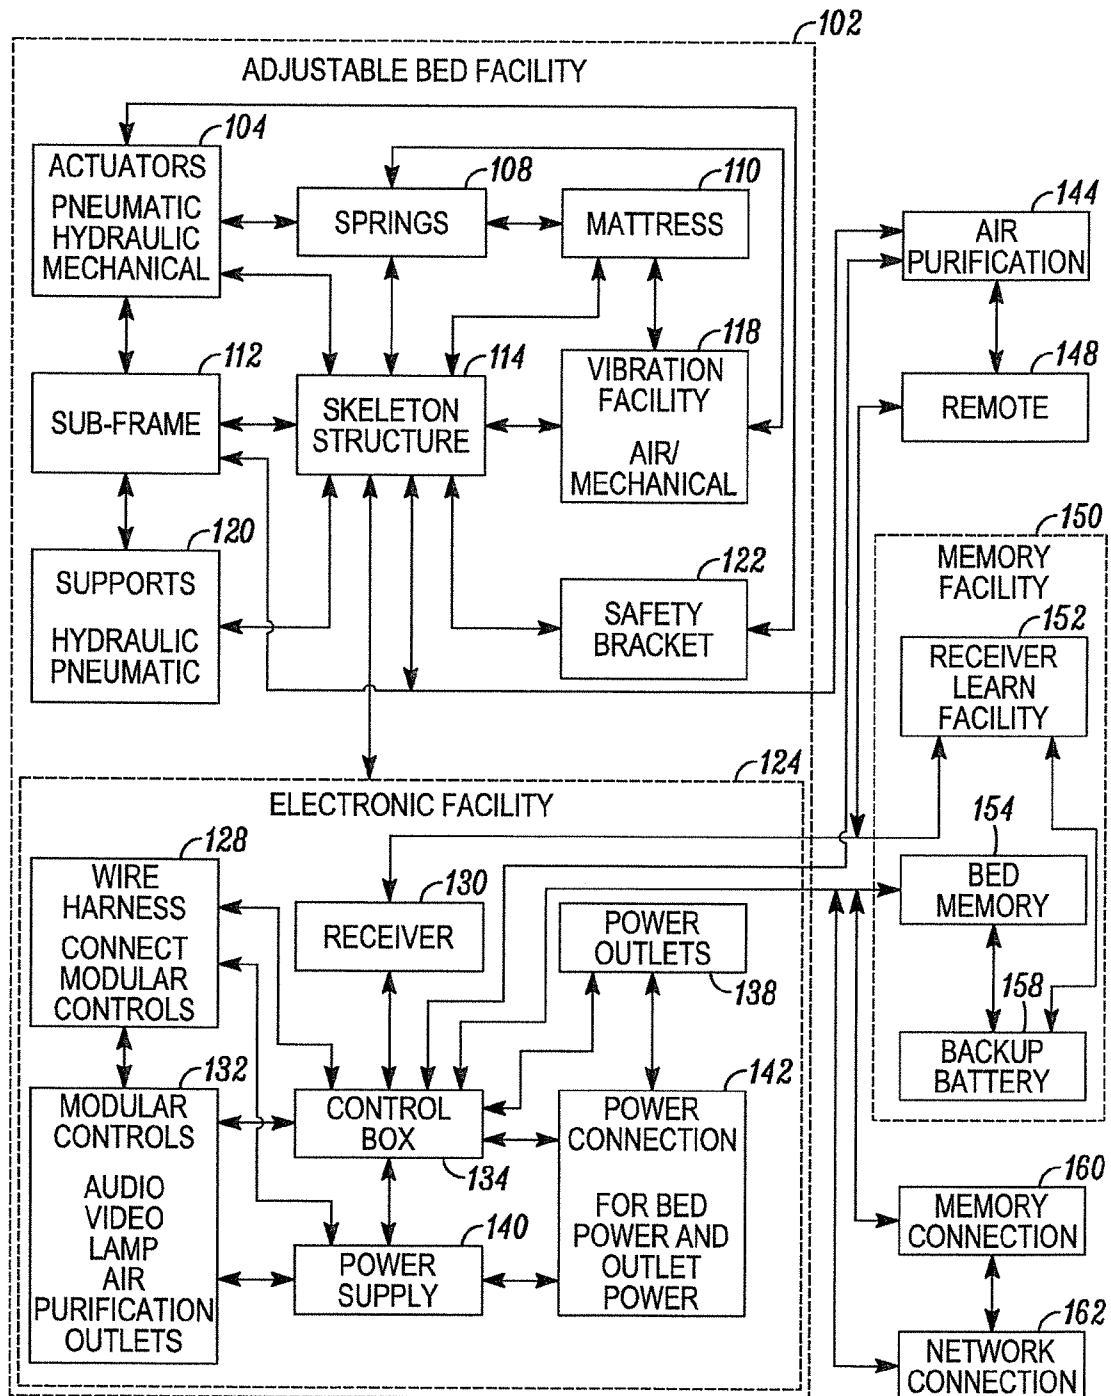 102
ADJUSTABLE BED FACILITY
104
ACTUATORS
PNEUMATIC
HYDRAULIC
MECHANICAL
108
SPRINGS
110
MATTRESS
144
AIR
PURIFICATION
112
SUB-FRAME
114
SKELETON
STRUCTURE
118
VIBRATION
FACILITY
AIR/
MECHANICAL
148
REMOTE
120
SUPPORTS
HYDRAULIC
PNEUMATIC
122
SAFETY
BRACKET
150
MEMORY
FACILITY
152
RECEIVER
LEARN
FACILITY
124
ELECTRONIC FACILITY
128
WIRE
HARNESS
CONNECT
MODULAR
CONTROLS
130
RECEIVER
POWER
OUTLETS
138
154
BED
MEMORY
158
BACKUP
BATTERY
132
MODULAR
CONTROLS
AUDIO
VIDEO
LAMP
AIR
PURIFICATION
OUTLETS
CONTROL
BOX
134
142
POWER
CONNECTION
FOR BED
POWER AND
OUTLET
POWER
140
POWER
SUPPLY
160
MEMORY
CONNECTION
162
NETWORK
CONNECTION